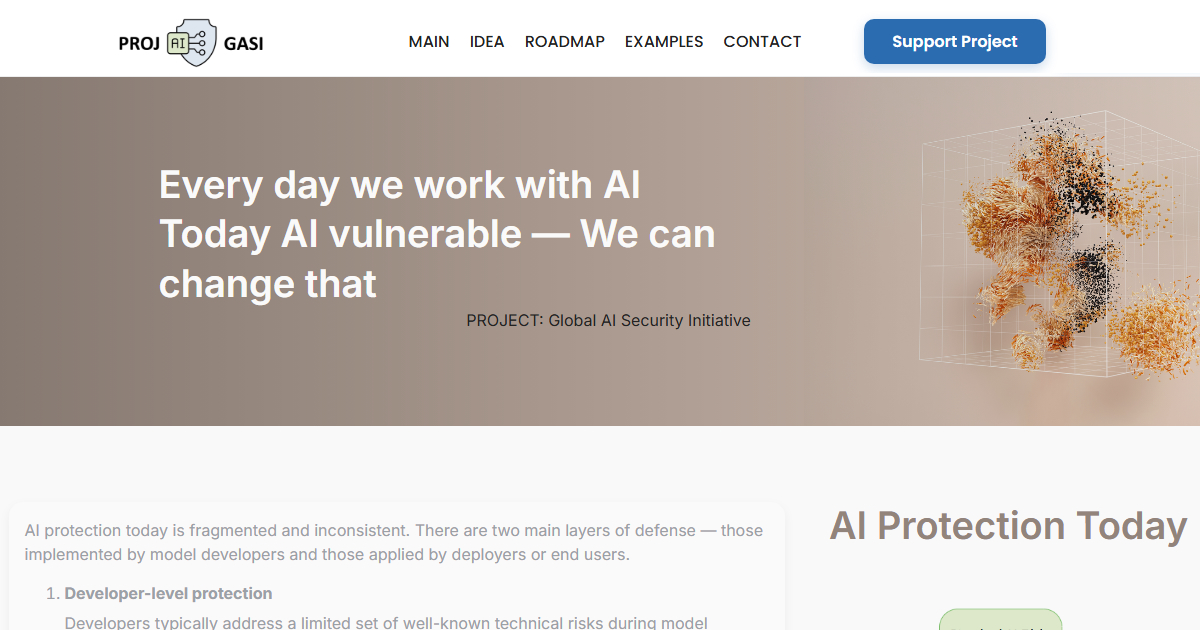 PROJ AI GASI
MAIN IDEA ROADMAP EXAMPLES CONTACT
Support Project
Every day we work with AI
Today AI vulnerable — We can
change that
PROJECT: Global AI Security Initiative
AI protection today is fragmented and inconsistent. There are two main layers of defense — those
implemented by model developers and those applied by deployers or end users.
1. Developer-level protection
Developers typically address a limited set of well-known technical risks during model
AI Protection Today